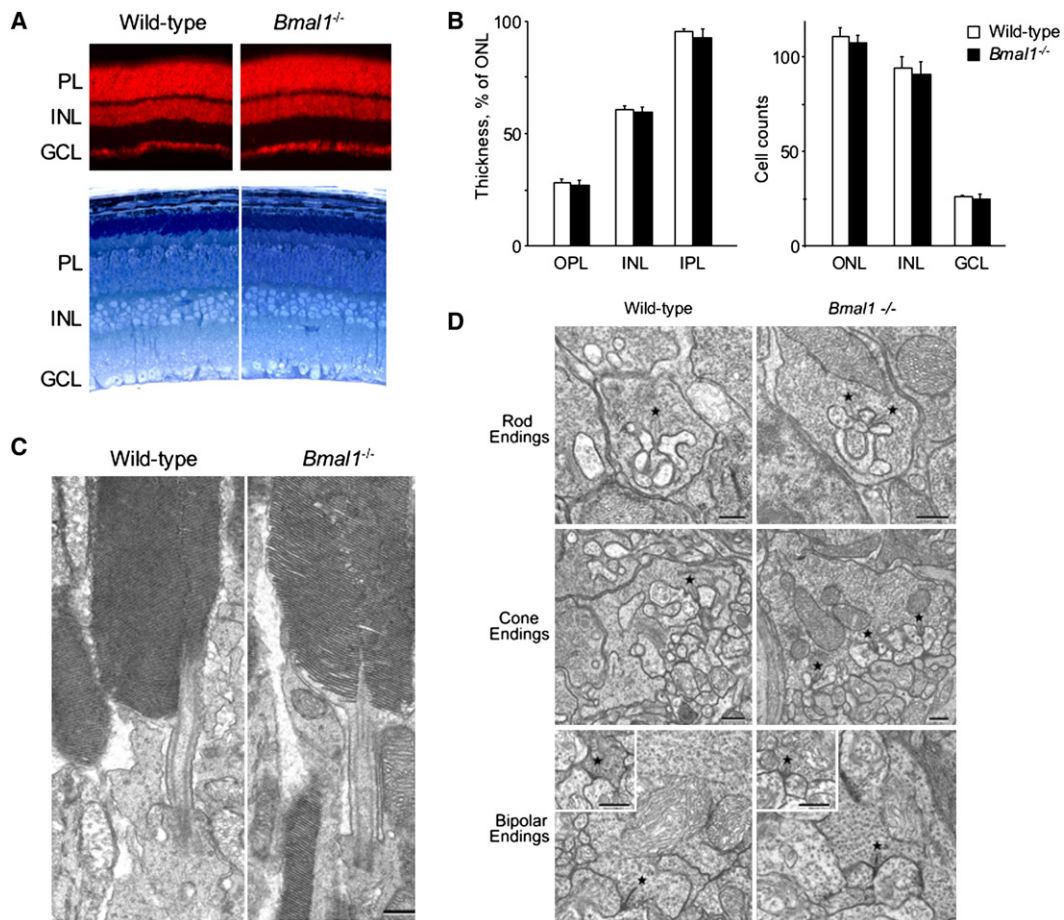 A
Wild-type Bmal1-/-
PL
INL
GCL
PL
INL
GCL
B
Thickness, % of ONL
100
50
0
OPL INL IPL
Cell counts
100
50
0
ONL INL GCL
Wild-type
Bmal1-/-
C
Wild-type Bmal1-/-
D
Wild-type Bmal1 -/-
Rod
Endings
Cone
Endings
Bipolar
Endings